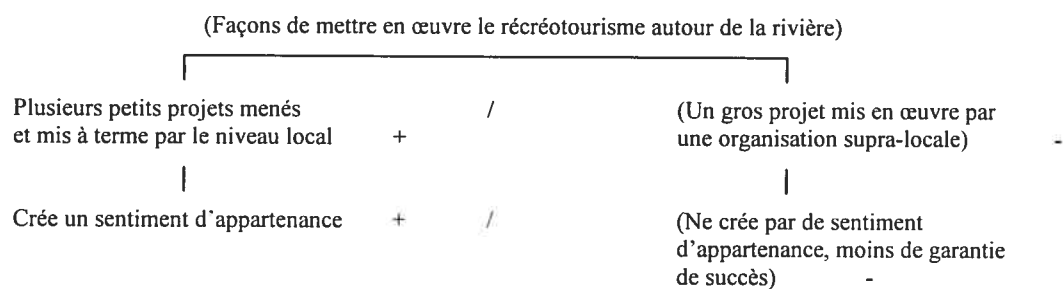 (Façons de mettre en œuvre le récréotourisme autour de la rivière)
Plusieurs petits projets menés
et mis à terme par le niveau local +
/
(Un gros projet mis en œuvre par
une organisation supra-locale) -
Crée un sentiment d'appartenance + /
(Ne crée par de sentiment
d'appartenance, moins de garantie
de succès) -